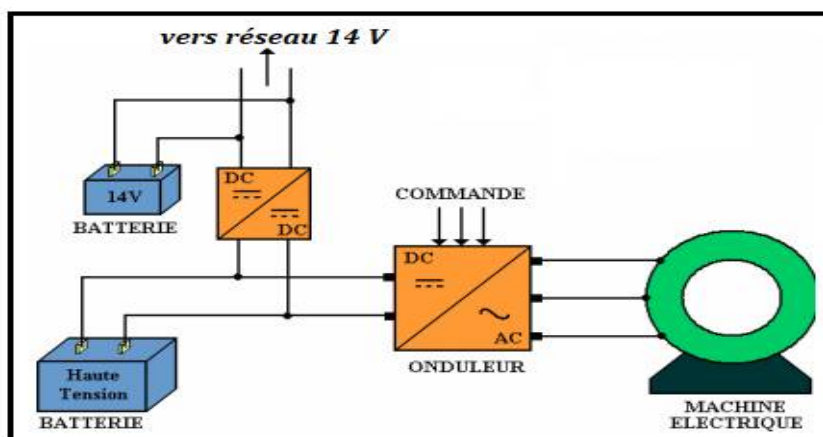 vers réseau 14 V
14V
BATTERIE
DC
DC
COMMANDE
DC
AC
ONDULEUR
Haute
Tension
BATTERIE
MACHINE
ELECTRIQUE